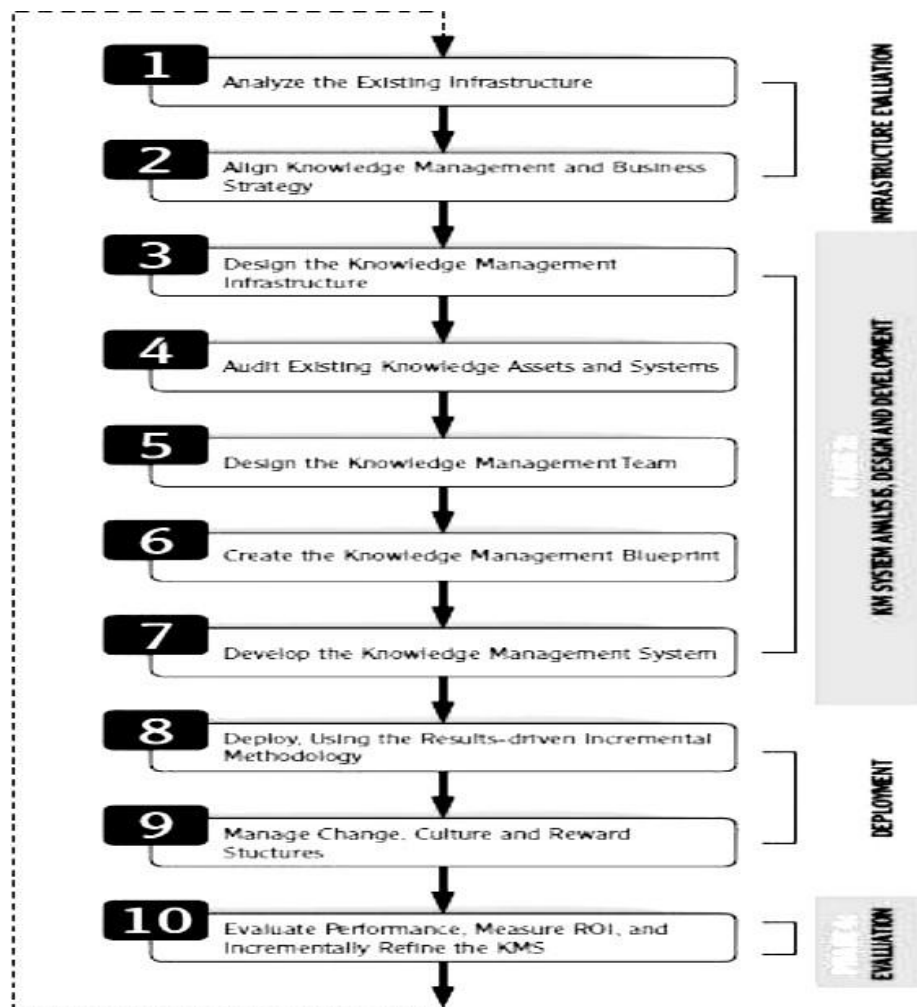 1
Analyze the Existing Infrastructure
2
Align Knowledge Management and Business
Strategy
INFRASTRUCTURE EVALUATION
3
Design the Knowledge Management
Infrastructure
4
Audit Existing Knowledge Assets and Systems
5
Design the Knowledge Management Team
6
Create the Knowledge Management Blueprint
7
Develop the Knowledge Management System
KM SYSTEM ANALYSIS, DESIGN AND DEVELOPMENT
8
Deploy, Using the Results-driven Incremental
Methodology
9
Manage Change, Culture and Reward
Stuctures
DEPLOYMENT
10
Evaluate Performance, Measure ROI, and
Incrementally Refine the KMS
EVALUATION